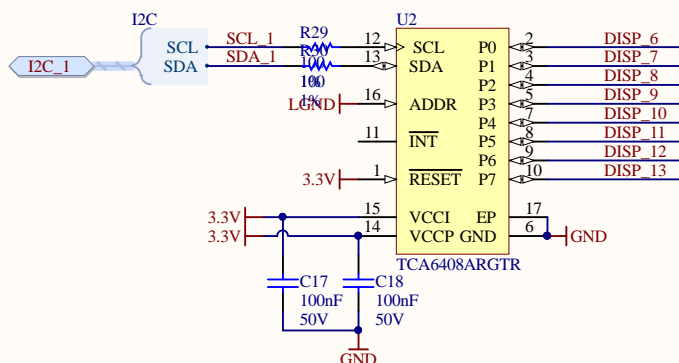 I2C
I2C_1
SCL
SDA
SCL_1
SDA_1
R29
R30
100
100
1%
1%
U2
12 SCL
13 SDA
LGND 16 ADDR
11 INT
3.3V 1 RESET
3.3V 15 VCCI
3.3V 14 VCCP
P0 2 DISP_6
P1 3 DISP_7
P2 4 DISP_8
P3 5 DISP_9
P4 7 DISP_10
P5 8 DISP_11
P6 9 DISP_12
P7 10 DISP_13
EP 17
GND 6 GND
TCA6408ARGTR
C17
100nF
50V
C18
100nF
50V
GND